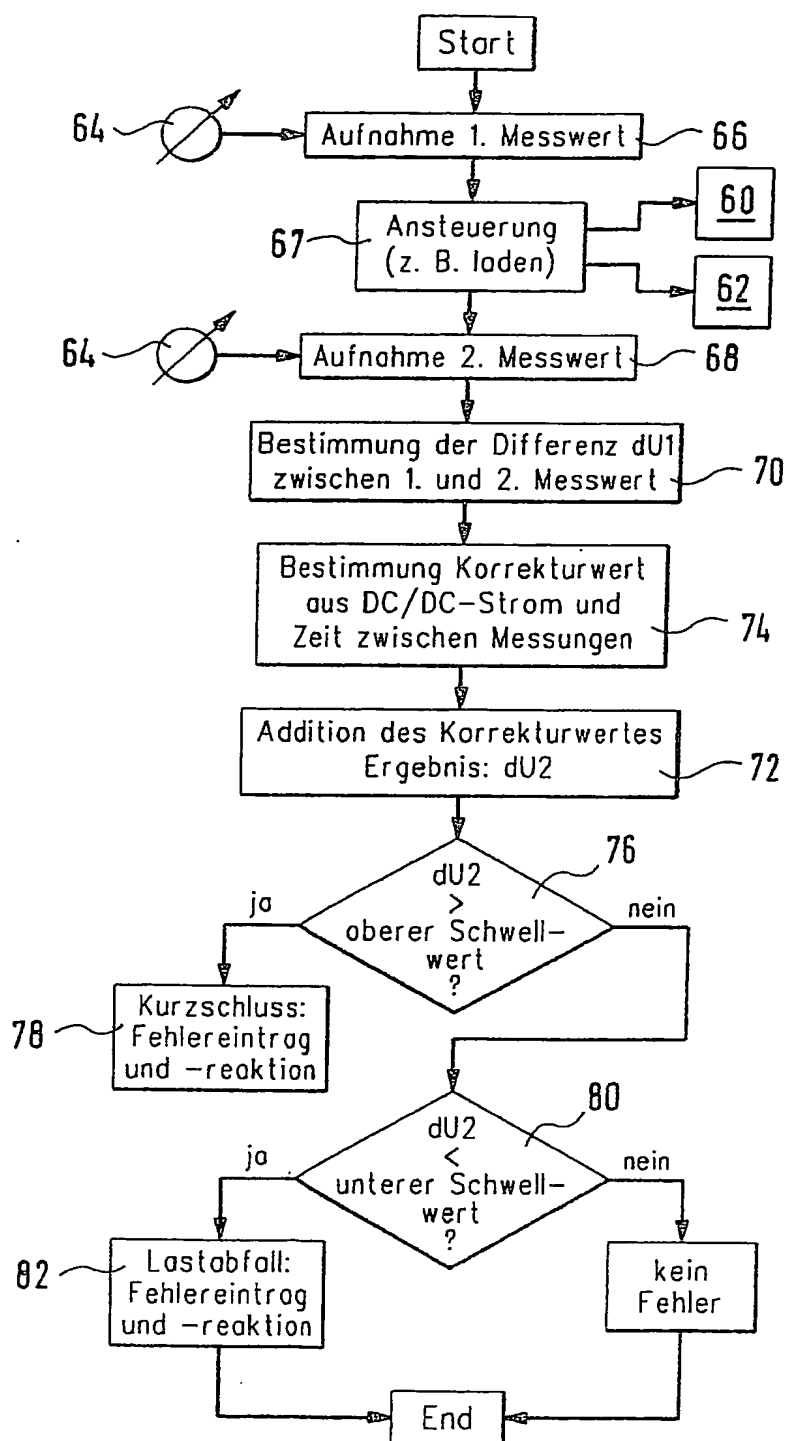 Start
64
Aufnahme 1. Messwert
66
67
Ansteuerung
(z. B. laden)
60
62
64
Aufnahme 2. Messwert
68
Bestimmung der Differenz dU1
zwischen 1. und 2. Messwert
70
Bestimmung Korrekturwert
aus DC/DC-Strom und
Zeit zwischen Messungen
74
Addition des Korrekturwertes
Ergebnis: dU2
72
76
dU2
>
oberer Schwell-
wert
?
ja
nein
78
Kurzschluss:
Fehlereintrag
und -reaktion
80
dU2
<
unterer Schwell-
wert
?
ja
nein
82
Lastabfall:
Fehlereintrag
und -reaktion
kein
Fehler
End